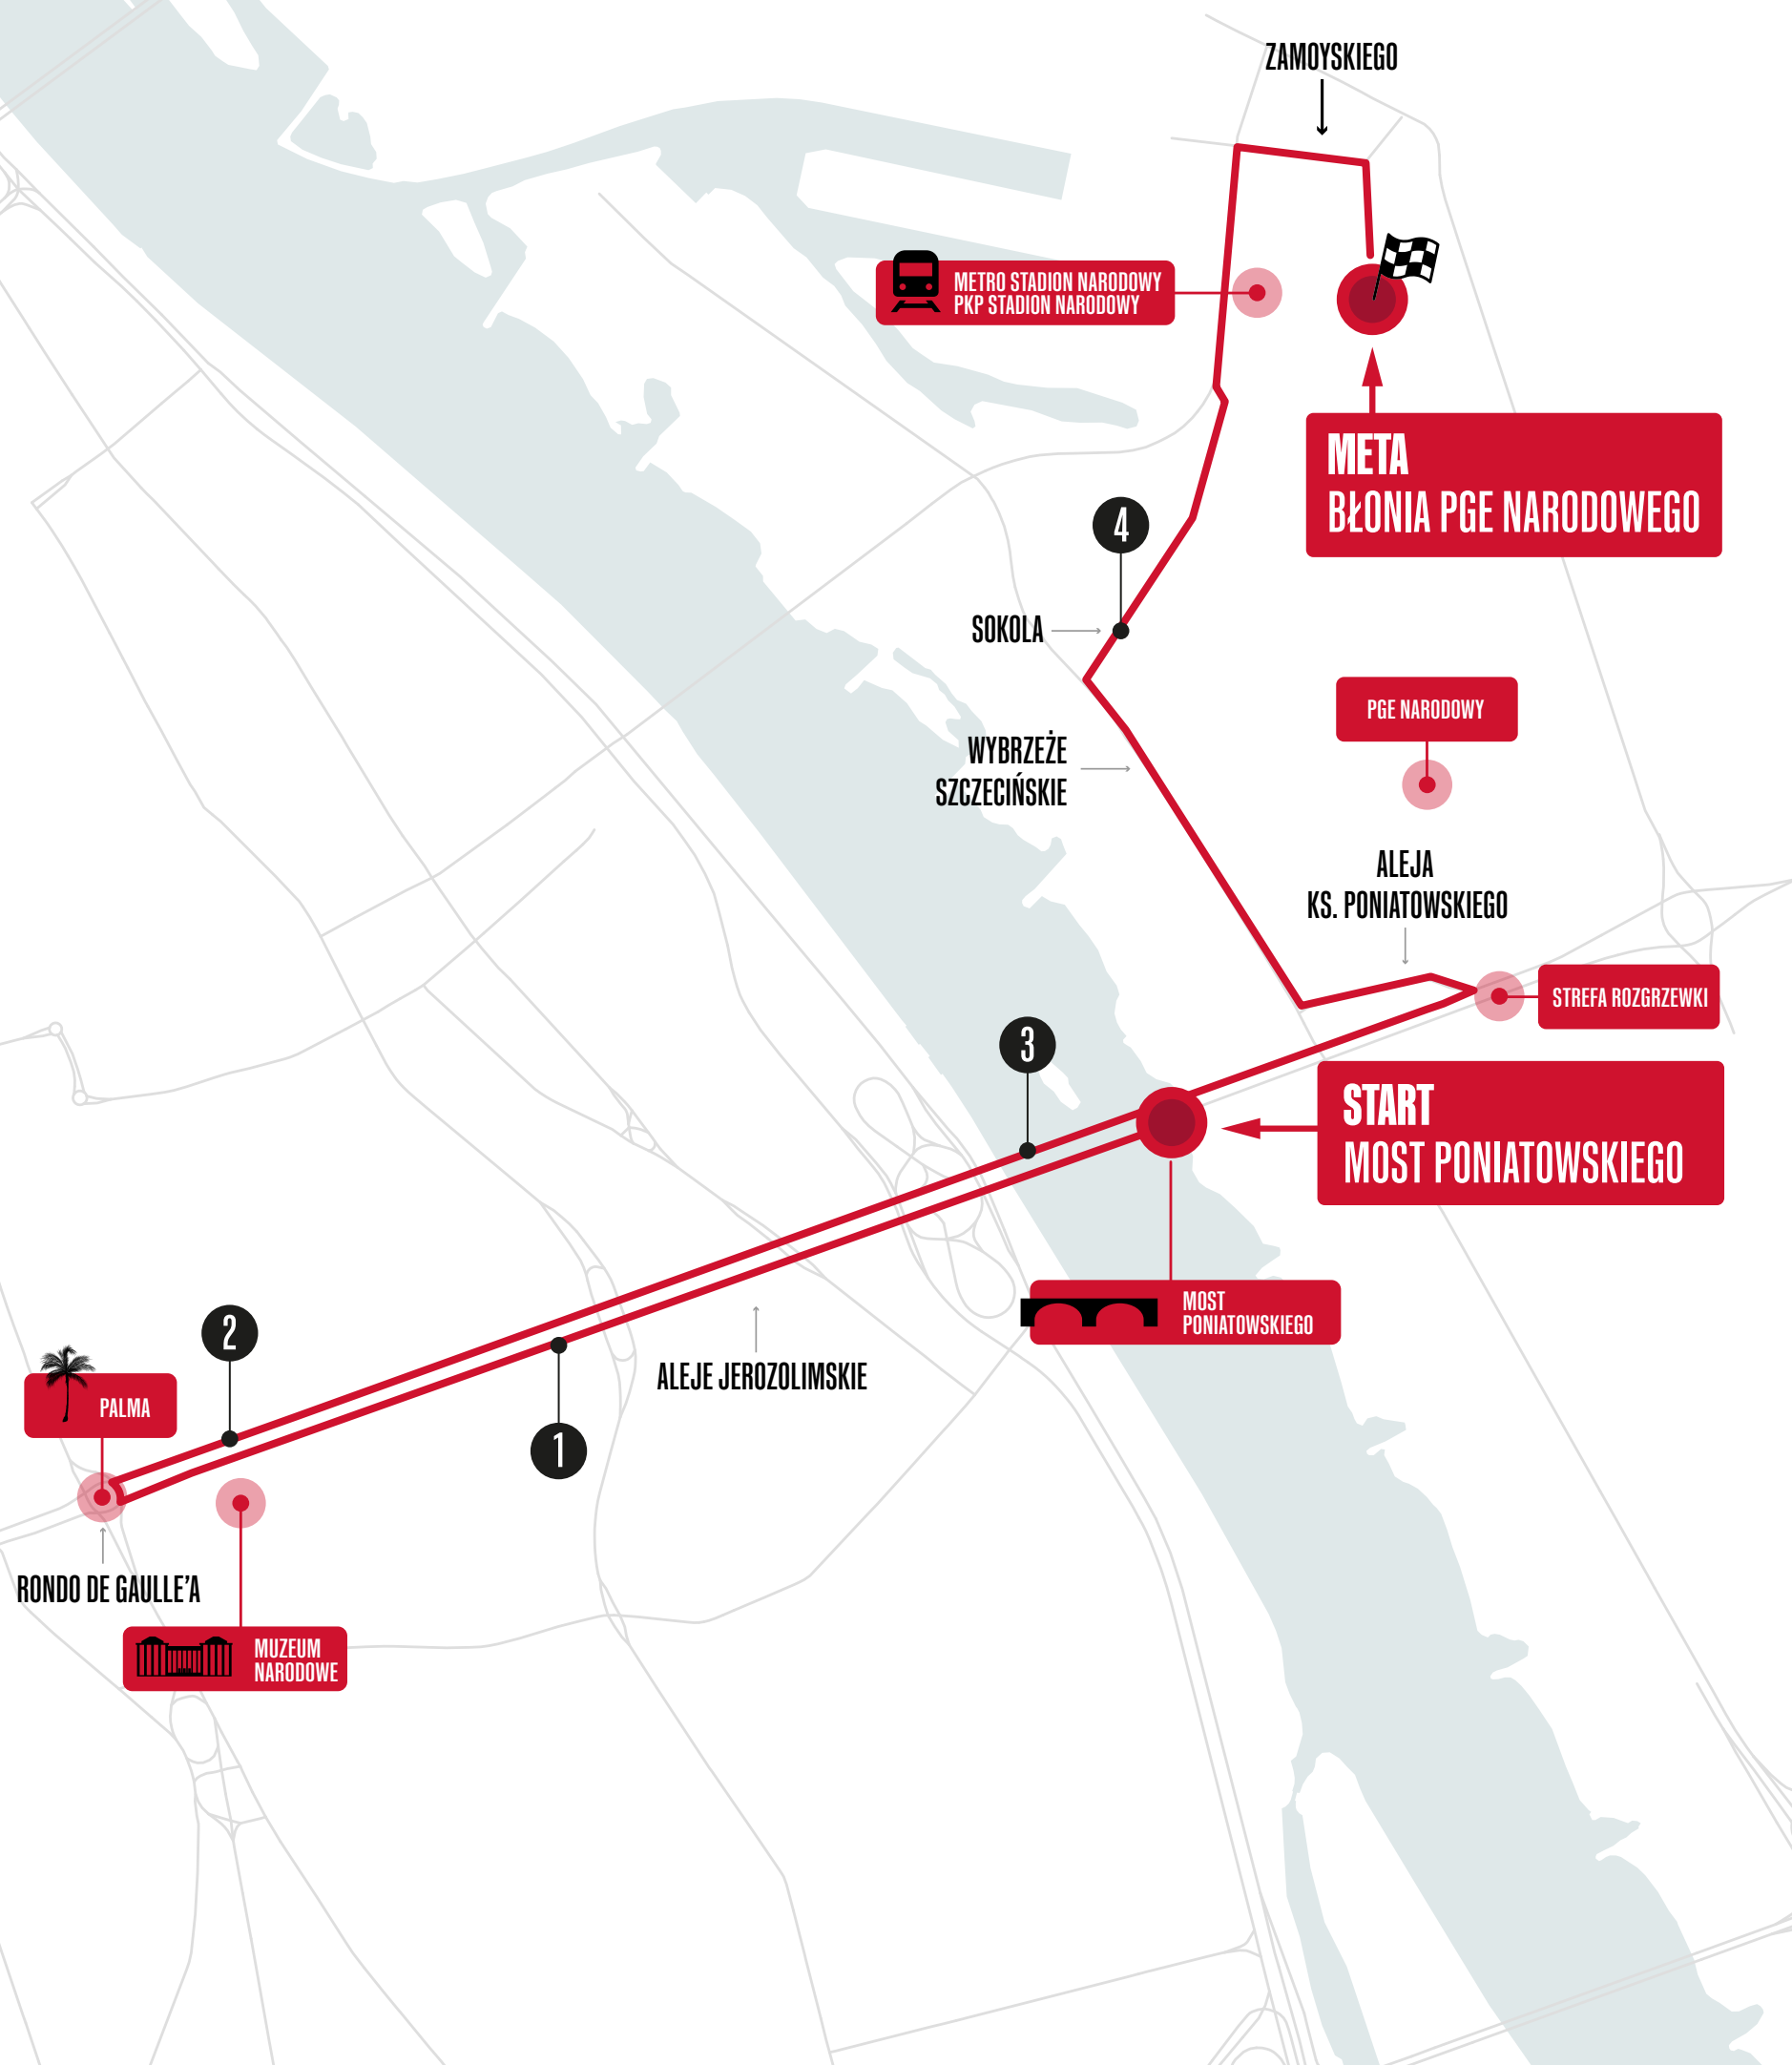 ZAMOYSKIEGO
METRO STADION NARODOWY
PKP STADION NARODOWY
META
BŁONIA PGE NARODOWEGO
4
SOKOLA
PGE NARODOWY
WYBRZEŻE
SZCZECIŃSKIE
ALEJA
KS. PONIATOWSKIEGO
STREFA ROZGRZEWKI
3
START
MOST PONIATOWSKIEGO
MOST
PONIATOWSKIEGO
2
ALEJE JEROZOLIMSKIE
PALMA
1
RONDO DE GAULLE’A
MUZEUM
NARODOWE